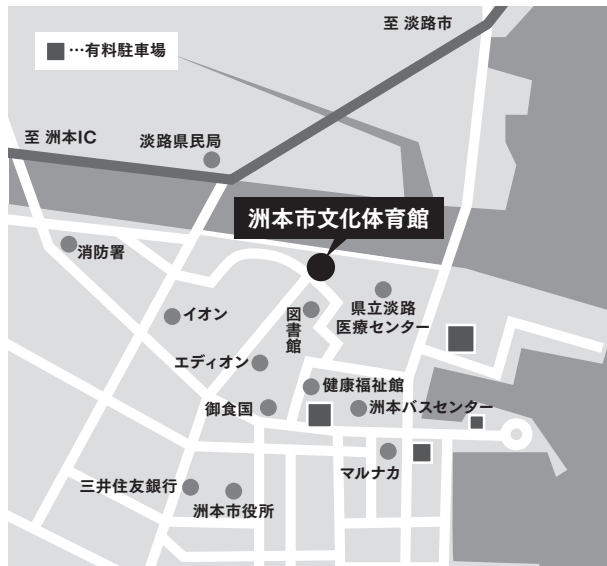 至 淡路市
■…有料駐車場
至 洲本IC
淡路県民局
洲本市文化体育館
消防署
県立淡路
医療センター
イオン
図書館
エディオン
健康福祉館
御食国
洲本バスセンター
マルナカ
三井住友銀行
洲本市役所